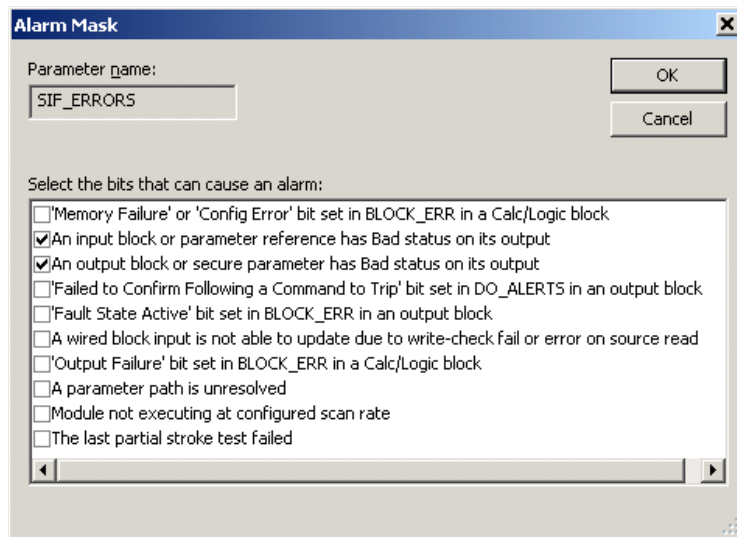 Alarm Mask
Parameter name:
SIF_ERRORS
OK
Cancel
Select the bits that can cause an alarm:
'Memory Failure' or 'Config Error' bit set in BLOCK_ERR in a Calc/Logic block
An input block or parameter reference has Bad status on its output
An output block or secure parameter has Bad status on its output
'Failed to Confirm Following a Command to Trip' bit set in DO_ALERTS in an output block
'Fault State Active' bit set in BLOCK_ERR in an output block
A wired block input is not able to update due to write-check fail or error on source read
'Output Failure' bit set in BLOCK_ERR in a Calc/Logic block
A parameter path is unresolved
Module not executing at configured scan rate
The last partial stroke test failed